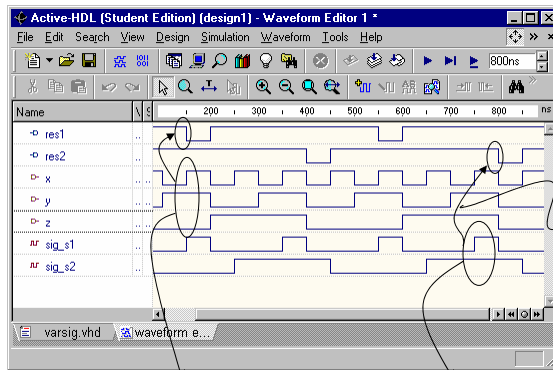 Active-HDL (Student Edition) (design1) - Waveform Editor 1 *
File Edit Search View Design Simulation Waveform Tools Help
800ns
Name
200 300 400 500 600 700 800 ns
res1
res2
x
y
z
sig_s1
sig_s2
varsig.vhd waveform e...